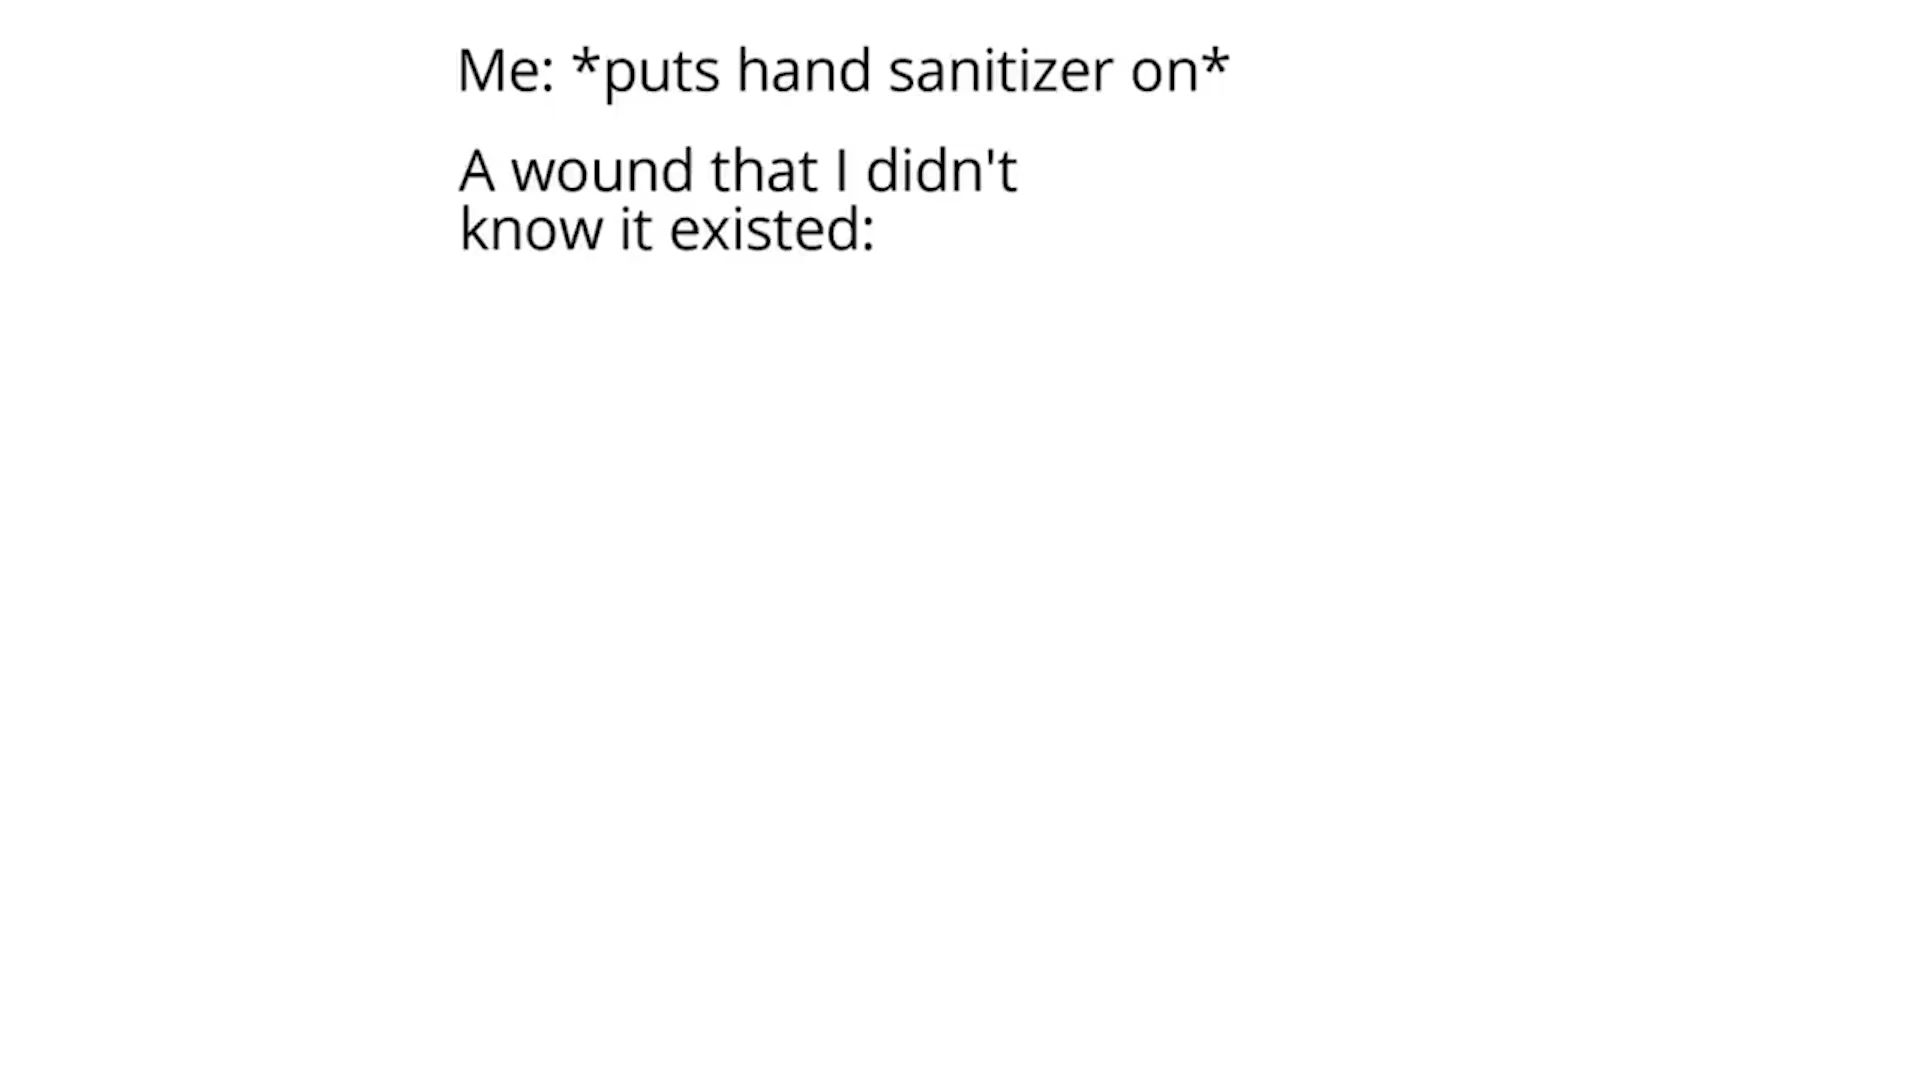 Me: *puts hand sanitizer on*
A wound that I didn't
know it existed: